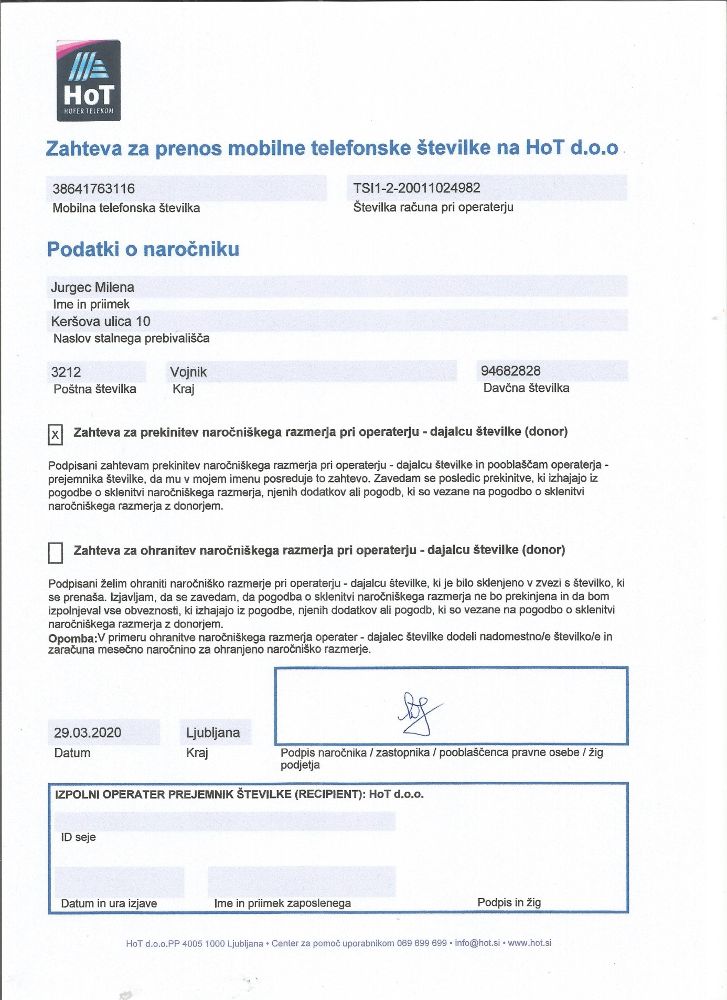 HoT
HOFER TELEKOM
Zahteva za prenos mobilne telefonske številke na HoT d.o.o
38641763116
TSI1-2-20011024982
Mobilna telefonska številka
Številka računa pri operaterju
Podatki o naročniku
Jurgec Milena
Ime in priimek
Keršova ulica 10
Naslov stalnega prebivališča
3212
Vojnik
94682828
Poštna številka
Kraj
Davčna številka
x Zahteva za prekinitev naročniškega razmerja pri operaterju - dajalcu številke (donor)
Podpisani zahtevam prekinitev naročniškega razmerja pri operaterju - dajalcu številke in pooblaščam operaterja -
prejemnika številke, da mu v mojem imenu posreduje to zahtevo. Zavedam se posledic prekinitve, ki izhajajo iz
pogodbe o sklenitvi naročniškega razmerja, njenih dodatkov ali pogodb, ki so vezane na pogodbo o sklenitvi
naročniškega razmerja z donorjem.
Zahteva za ohranitev naročniškega razmerja pri operaterju - dajalcu številke (donor)
Podpisani želim ohraniti naročniško razmerje pri operaterju - dajalcu številke, ki je bilo sklenjeno v zvezi s številko, ki
se prenaša. Izjavljam, da se zavedam, da pogodba o sklenitvi naročniškega razmerja ne bo prekinjena in da bom
izpolnjeval vse obveznosti, ki izhajajo iz pogodbe, njenih dodatkov ali pogodb, ki so vezane na pogodbo o sklenitvi
naročniškega razmerja z donorjem.
Opomba:V primeru ohranitve naročniškega razmerja operater - dajalec številke dodeli nadomestno/e številko/e in
zaračuna mesečno naročnino za ohranjeno naročniško razmerje.
29.03.2020
Ljubljana
Datum
Kraj
Podpis naročnika / zastopnika / pooblaščenca pravne osebe / žig
podjetja
IZPOLNI OPERATER PREJEMNIK ŠTEVILKE (RECIPIENT): HoT d.o.o.
ID seje
Datum in ura izjave
Ime in priimek zaposlenega
Podpis in žig
HoT d.o.o.PP 4005 1000 Ljubljana • Center za pomoč uporabnikom 069 699 699 • info@hot.si • www.hot.si